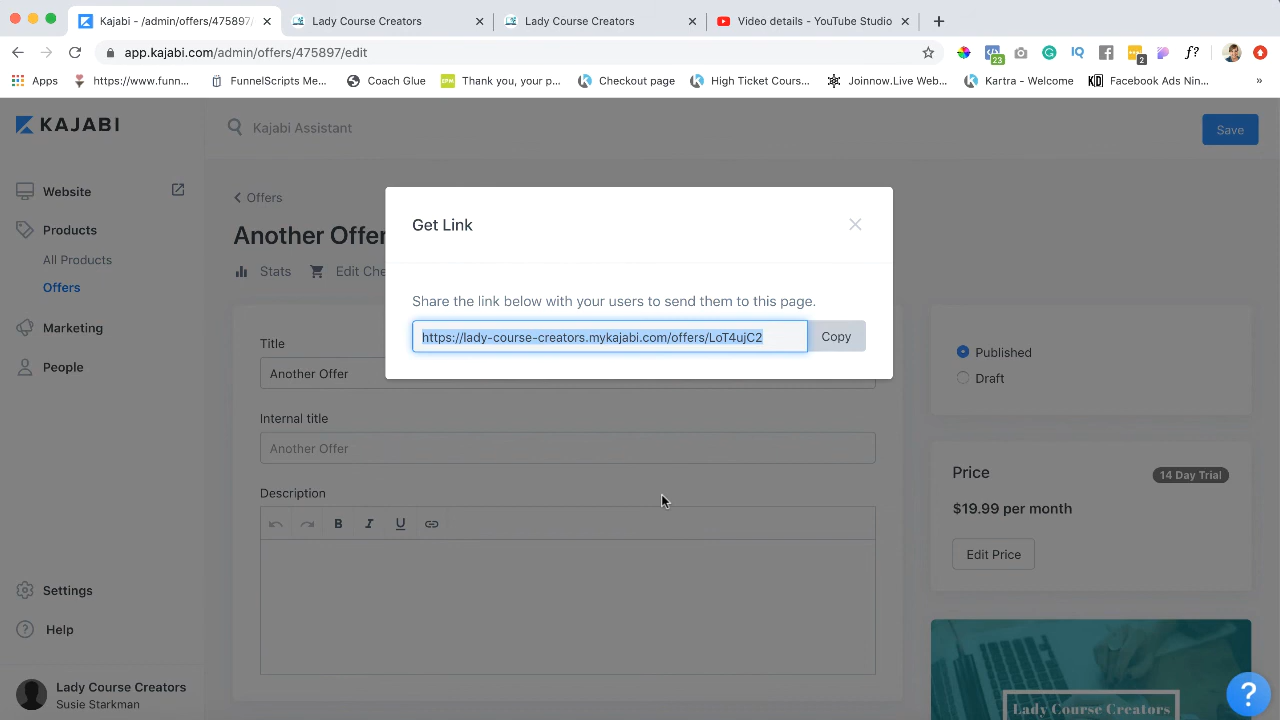 Kajabi - /admin/offers/475897/
Lady Course Creators
Lady Course Creators
Video details - YouTube Studio
app.kajabi.com/admin/offers/475897/edit
23
2
Apps
https://www.funn...
FunnelScripts Me...
Coach Glue
Thank you, your p...
Checkout page
High Ticket Cours...
Joinnow.Live Web...
Kartra - Welcome
Facebook Ads Nin...
»
KAJABI
Kajabi Assistant
Save
Website
Products
All Products
Offers
Marketing
People
Settings
Help
Lady Course Creators
Susie Starkman
Offers
Another Offer
Stats
Edit Che
Get Link
Share the link below with your users to send them to this page.
https://lady-course-creators.mykajabi.com/offers/LoT4ujC2
Copy
Title
Another Offer
Internal title
Another Offer
Description
B I U
Published
Draft
Price
14 Day Trial
$19.99 per month
Edit Price
Lady Course Creators
?